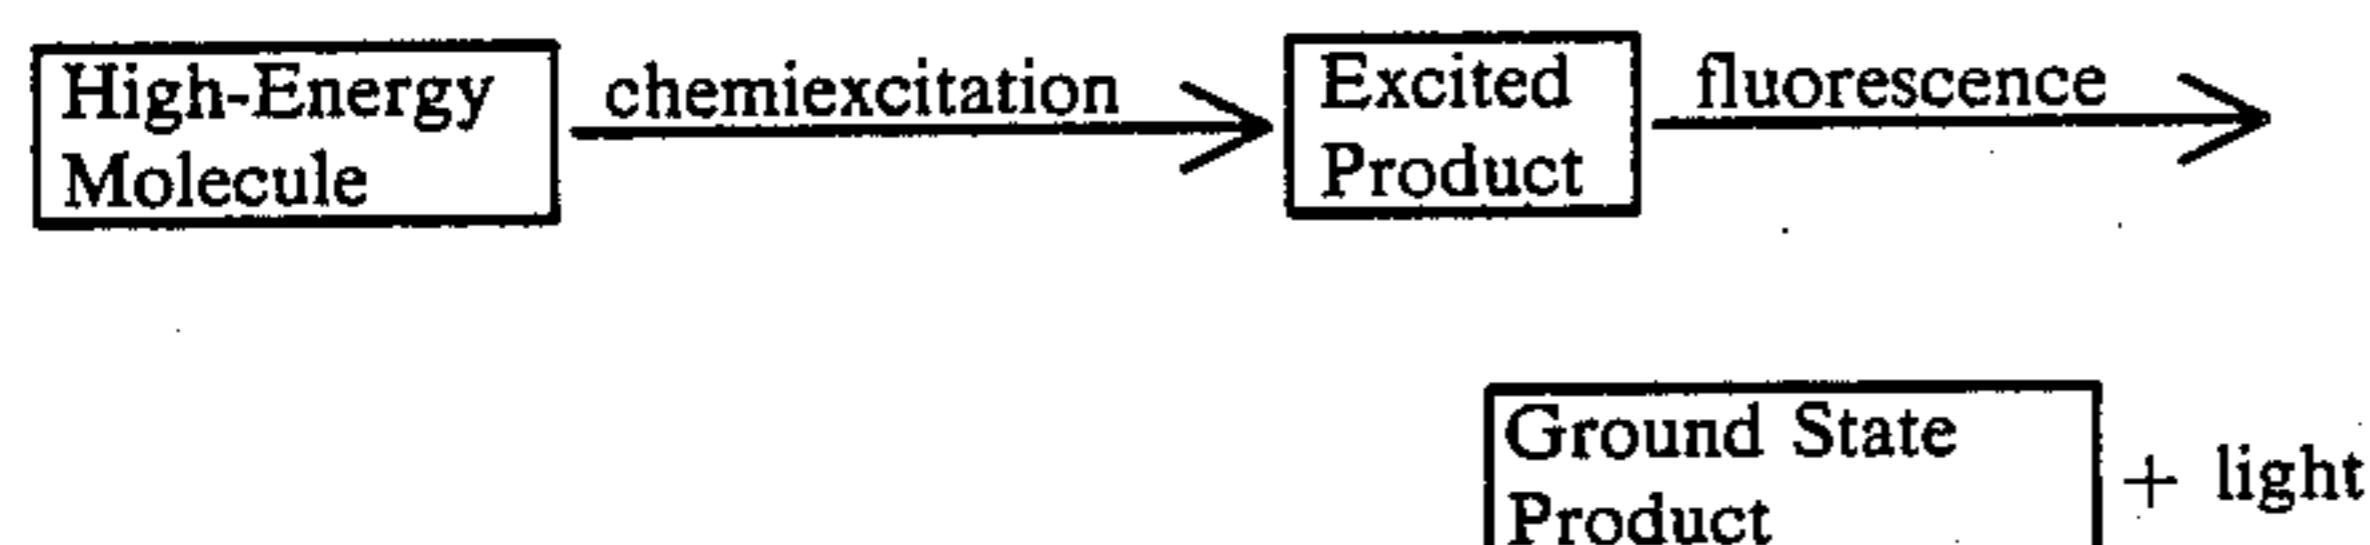 High-Energy
Molecule
chemiexcitation
Excited
Product
fluorescence
Ground State
Product
+ light